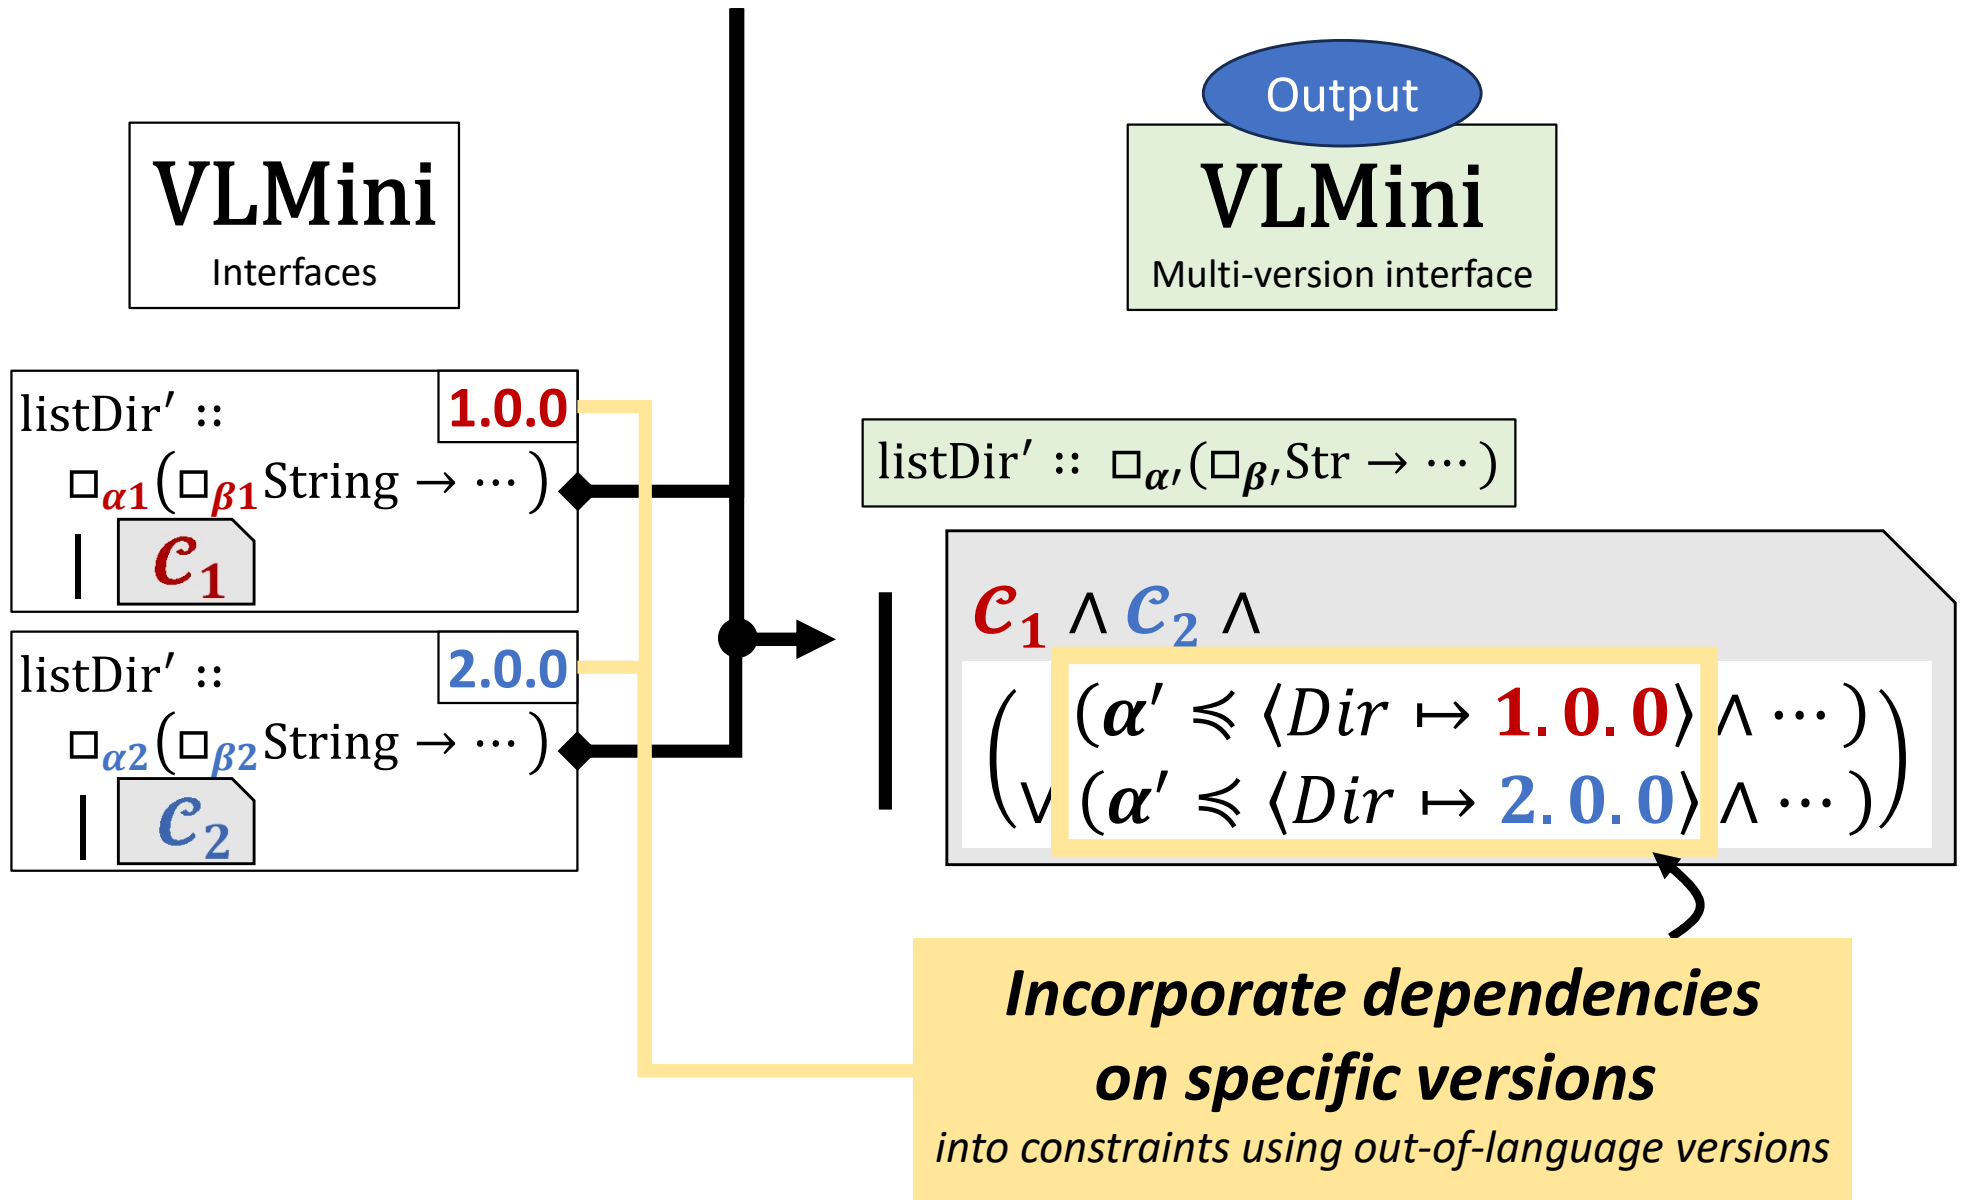 VLMini
Interfaces
listDir′ ∷ 1.0.0
□α1(□β1String → ⋯)
| 𝓒1
listDir′ ∷ 2.0.0
□α2(□β2String → ⋯)
| 𝓒2
Output
VLMini
Multi-version interface
listDir′ ∷ □α′(□β′Str → ⋯)
𝓒1 ∧ 𝓒2 ∧
((α′ ≼ ⟨Dir ↦ 1.0.0⟩ ∧ ⋯)
∨ (α′ ≼ ⟨Dir ↦ 2.0.0⟩ ∧ ⋯))
Incorporate dependencies
on specific versions
into constraints using out-of-language versions